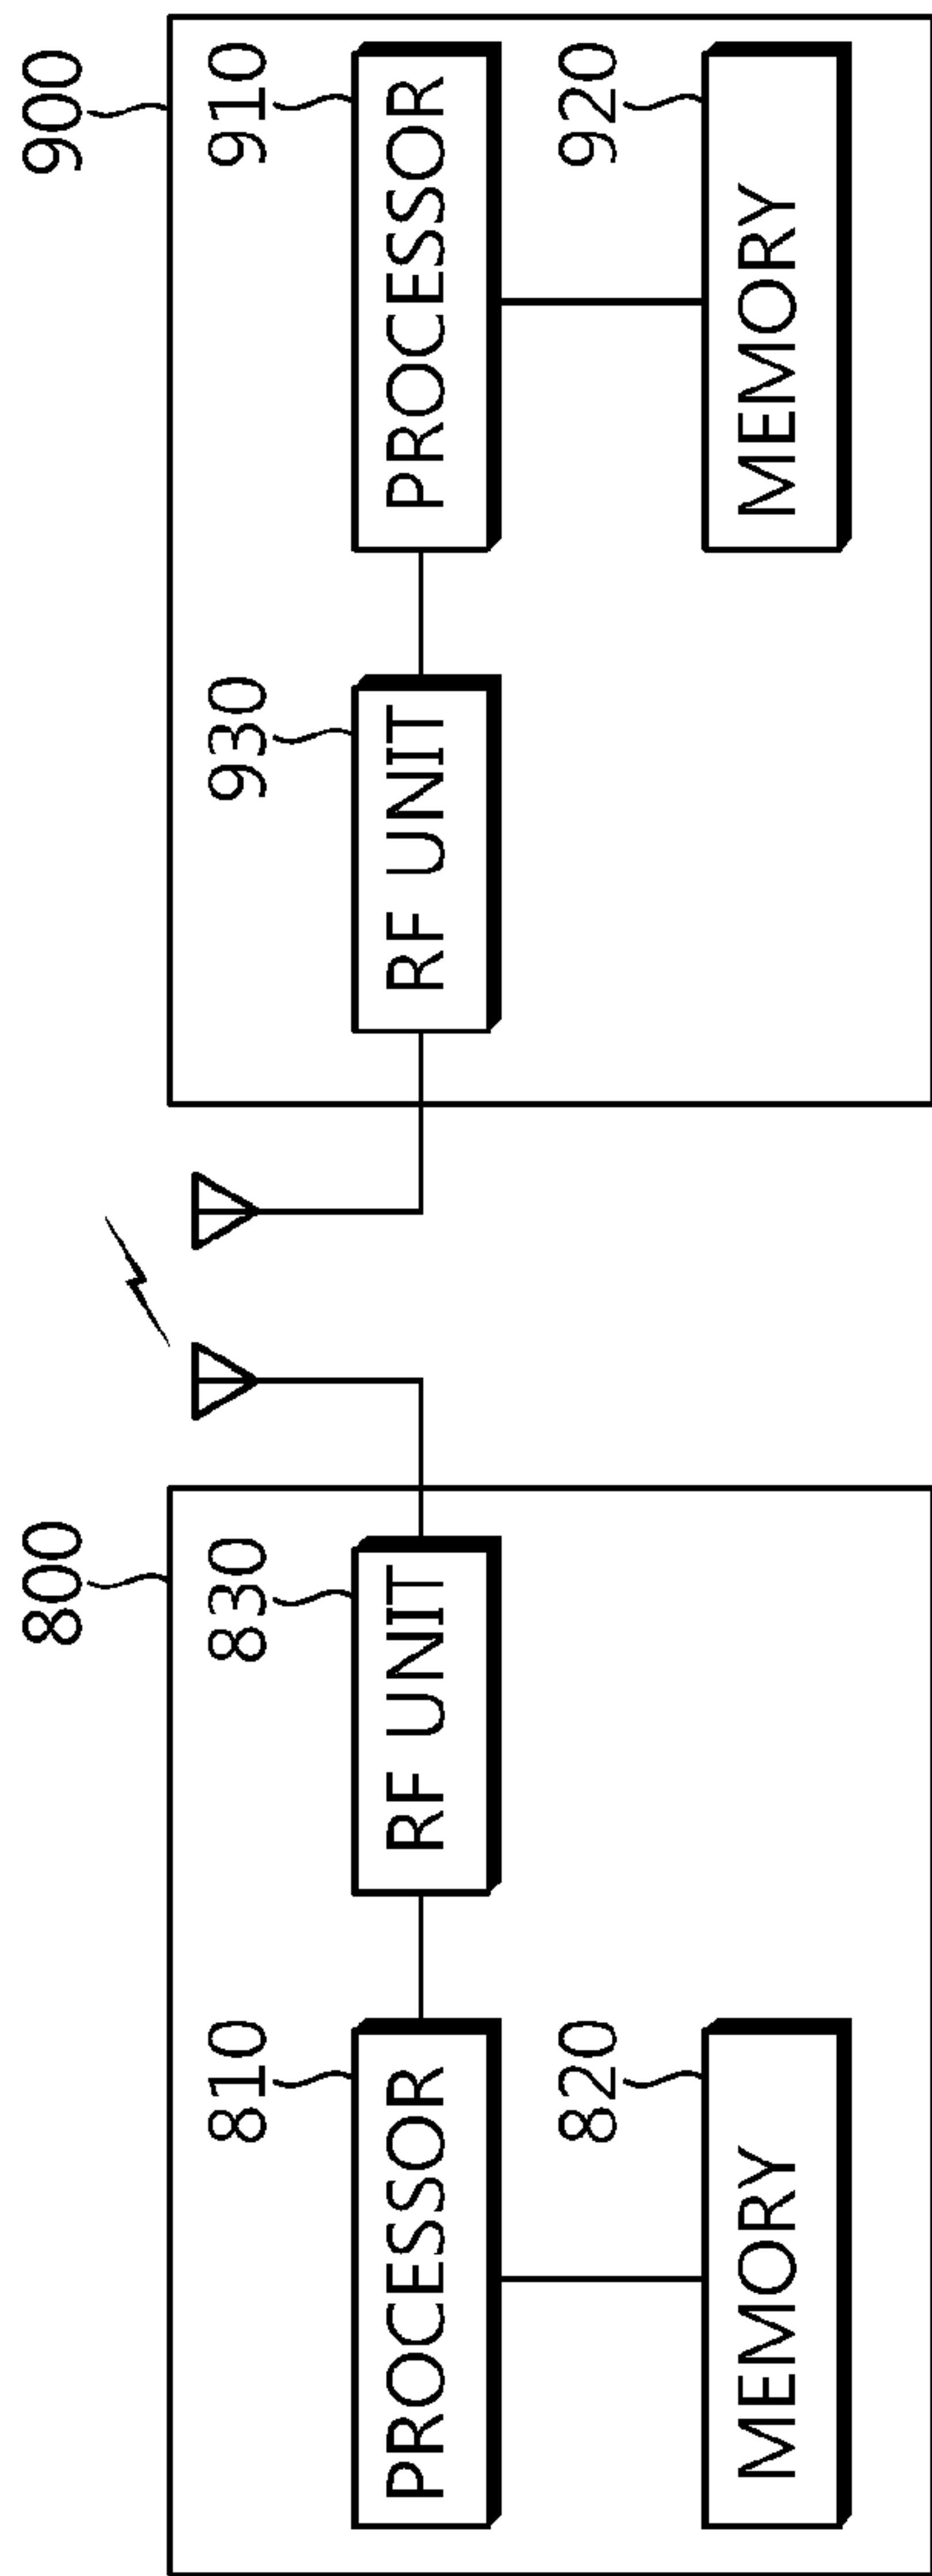 800
900
810
PROCESSOR
830
RF UNIT
930
RF UNIT
910
PROCESSOR
820
MEMORY
920
MEMORY